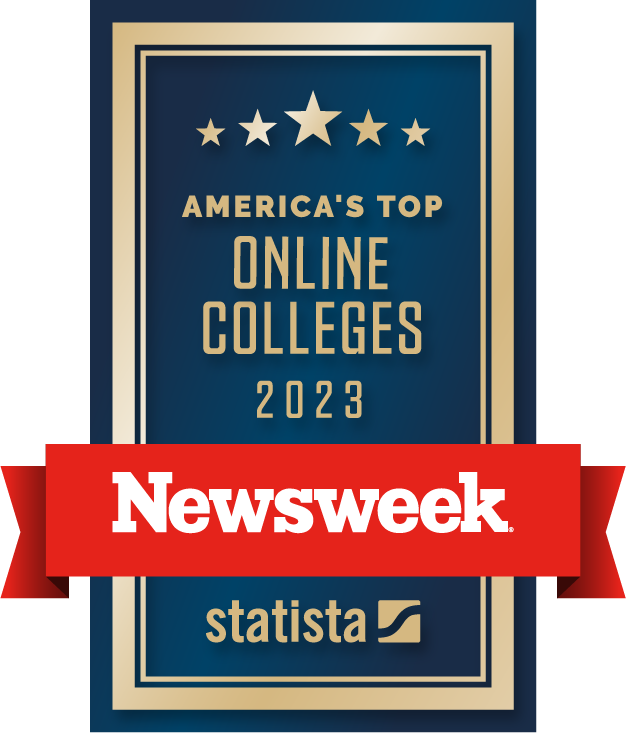 AMERICA'S TOP
ONLINE
COLLEGES
2023
Newsweek®
statista